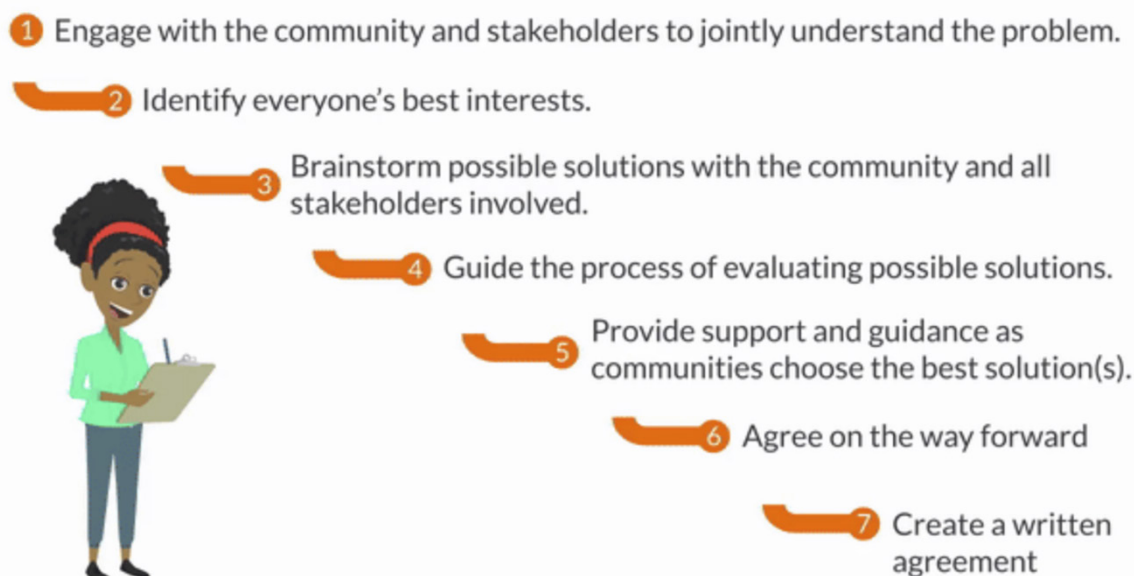 1 Engage with the community and stakeholders to jointly understand the problem.
2 Identify everyone's best interests.
3 Brainstorm possible solutions with the community and all
stakeholders involved.
4 Guide the process of evaluating possible solutions.
5 Provide support and guidance as
communities choose the best solution(s).
6 Agree on the way forward
7 Create a written
agreement